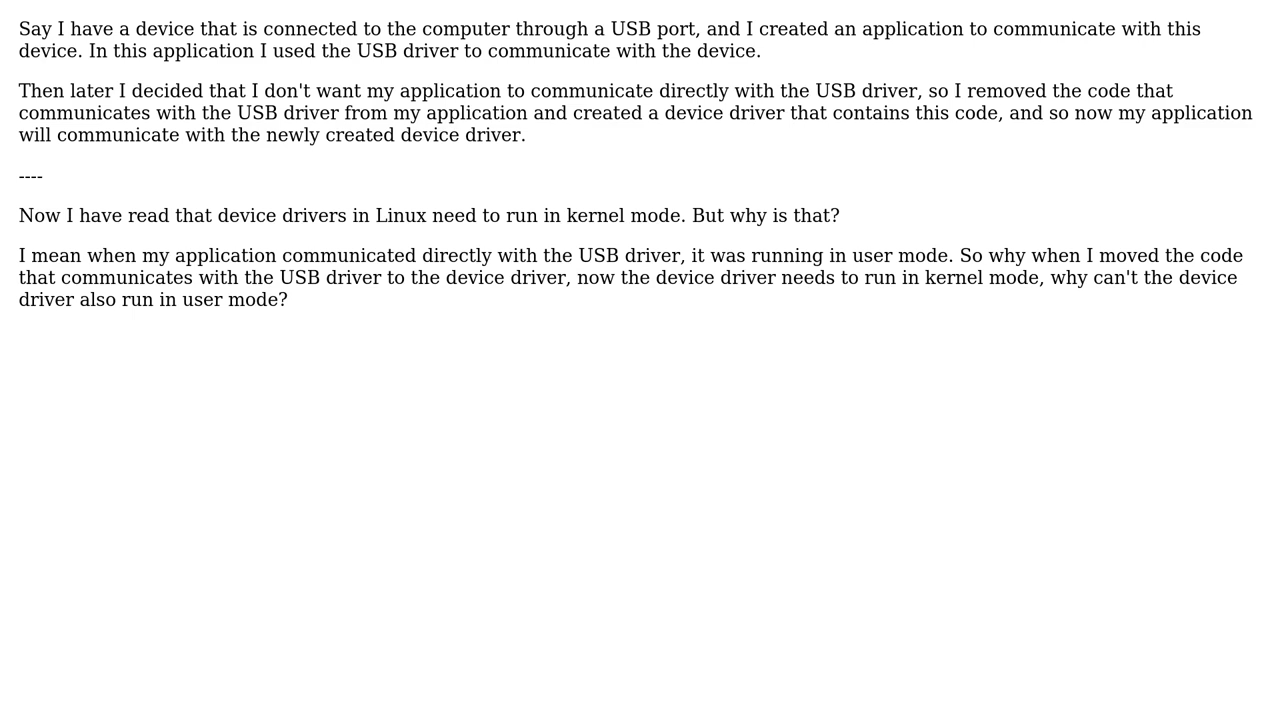 Say I have a device that is connected to the computer through a USB port, and I created an application to communicate with this
device. In this application I used the USB driver to communicate with the device.
Then later I decided that I don't want my application to communicate directly with the USB driver, so I removed the code that
communicates with the USB driver from my application and created a device driver that contains this code, and so now my application
will communicate with the newly created device driver.
----
Now I have read that device drivers in Linux need to run in kernel mode. But why is that?
I mean when my application communicated directly with the USB driver, it was running in user mode. So why when I moved the code
that communicates with the USB driver to the device driver, now the device driver needs to run in kernel mode, why can't the device
driver also run in user mode?